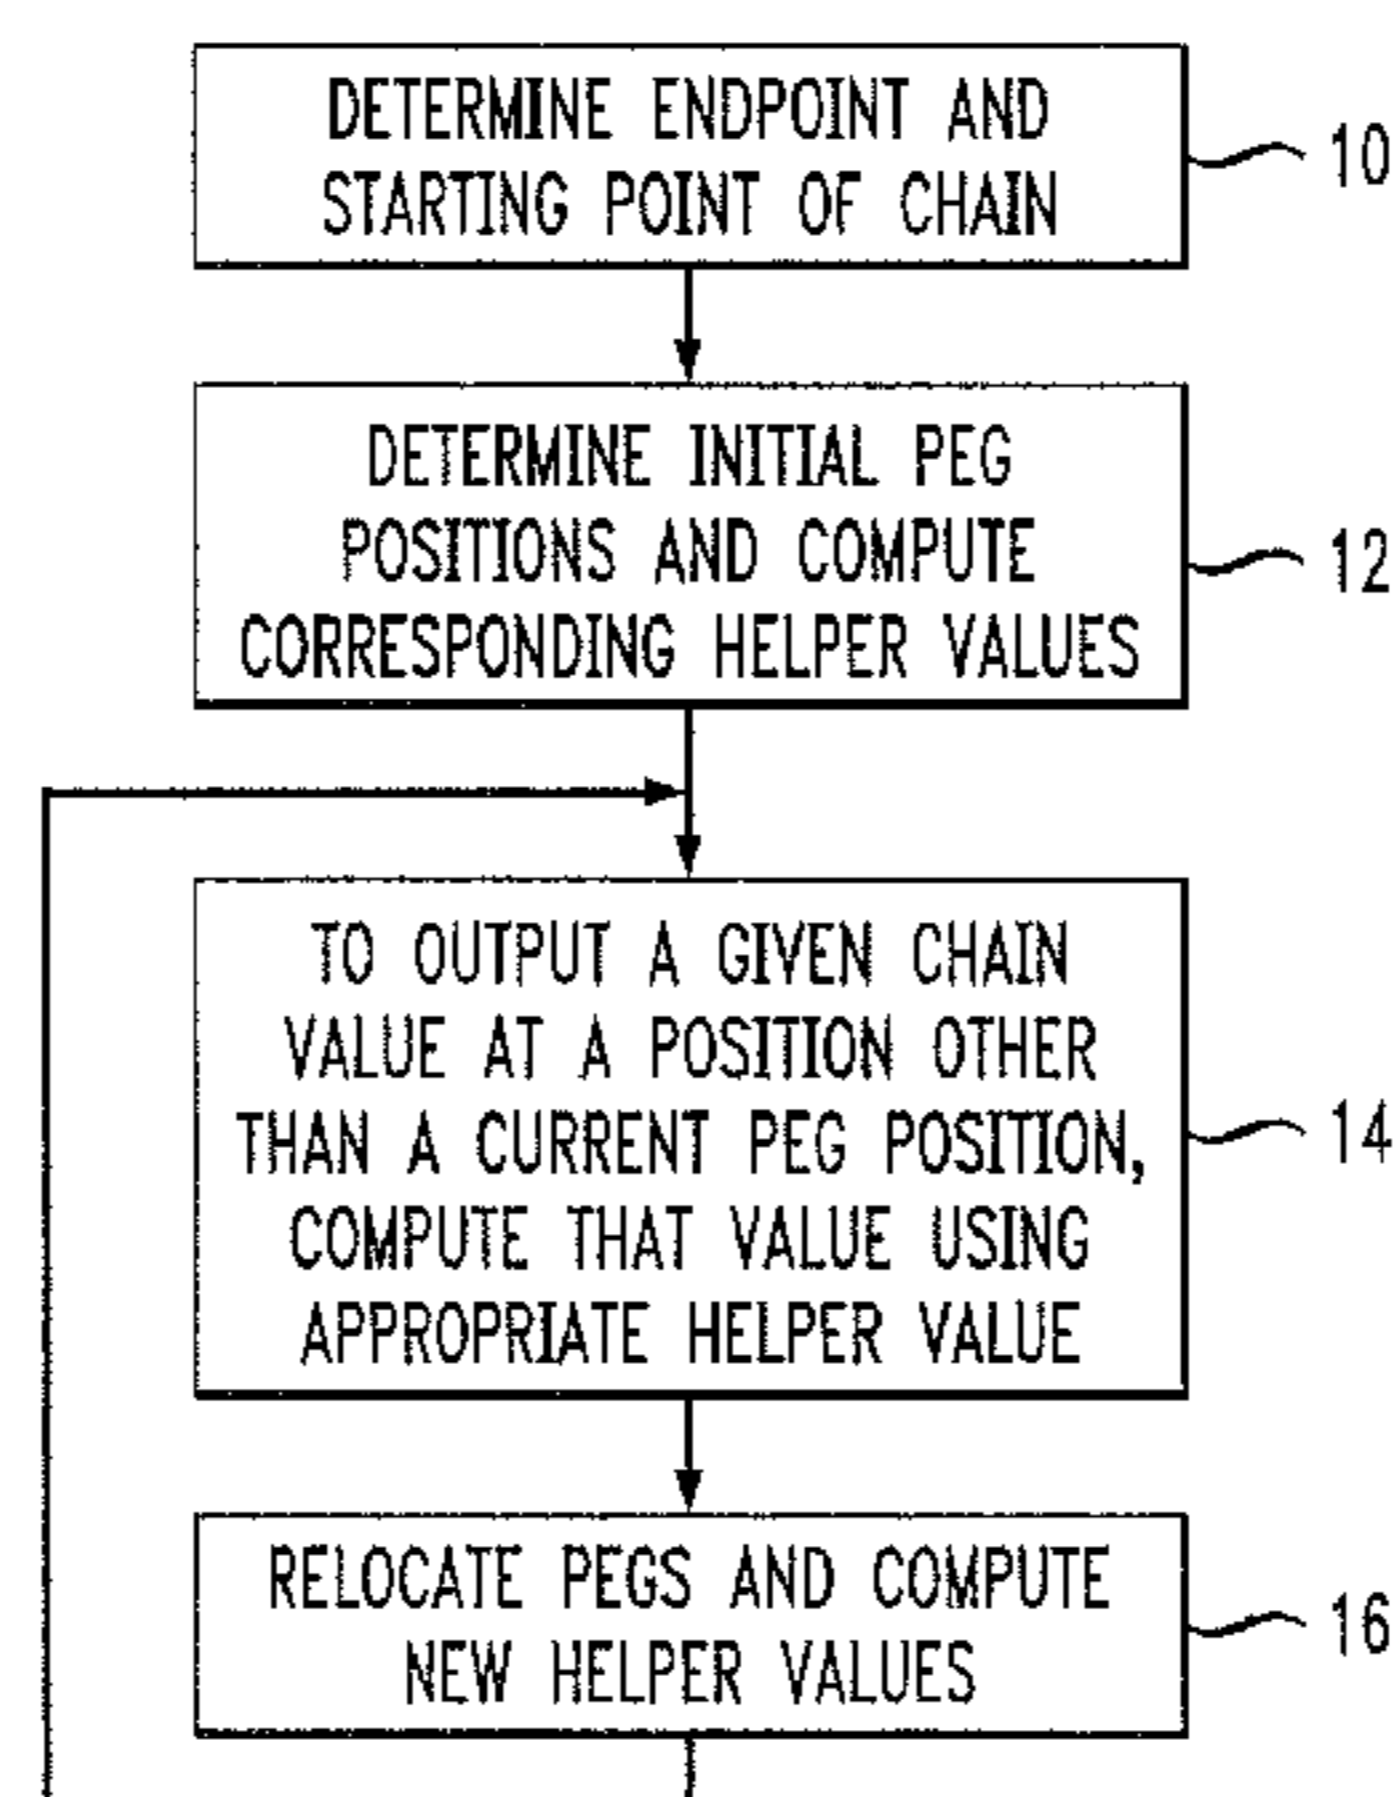 DETERMINE ENDPOINT AND
STARTING POINT OF CHAIN
10
DETERMINE INITIAL PEG
POSITIONS AND COMPUTE
CORRESPONDING HELPER VALUES
12
TO OUTPUT A GIVEN CHAIN
VALUE AT A POSITION OTHER
THAN A CURRENT PEG POSITION,
COMPUTE THAT VALUE USING
APPROPRIATE HELPER VALUE
14
RELOCATE PEGS AND COMPUTE
NEW HELPER VALUES
16